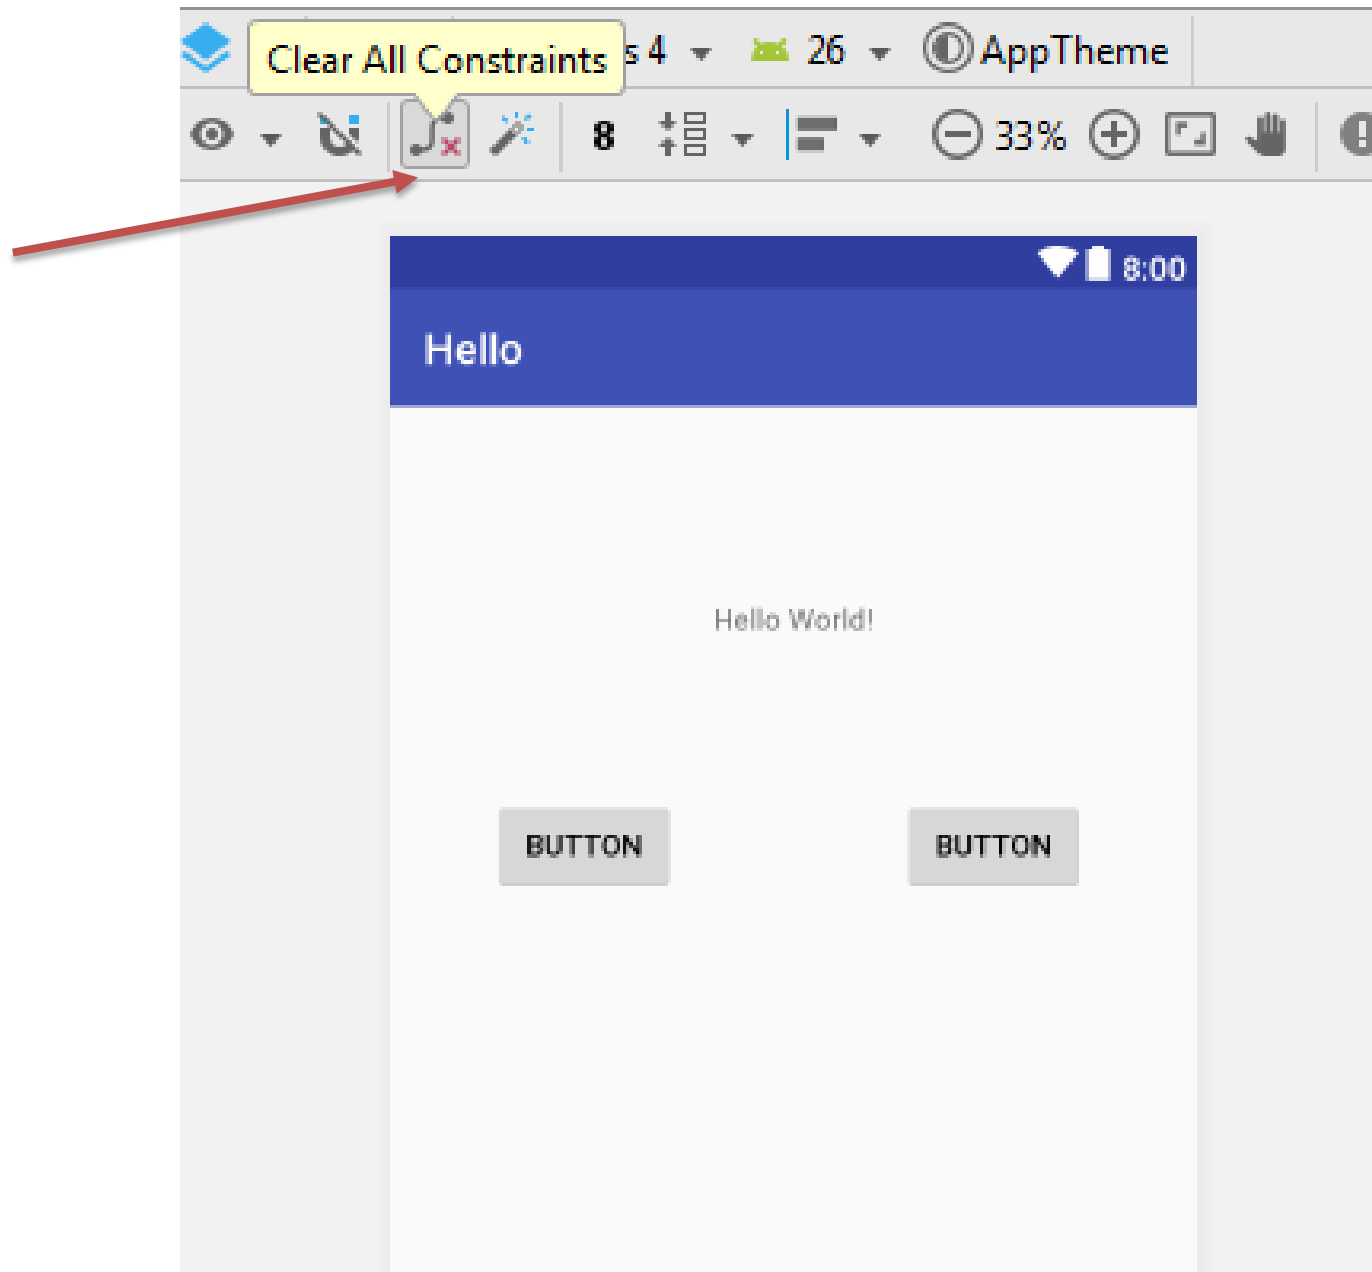 Clear All Constraints s 4 26 AppTheme
8 33%
8:00
Hello
Hello World!
BUTTON BUTTON